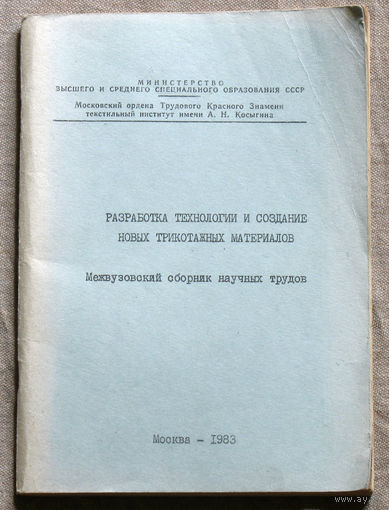 МИНИСТЕРСТВО
ВЫСШЕГО И СРЕДНЕГО СПЕЦИАЛЬНОГО ОБРАЗОВАНИЯ СССР
Московский ордена Трудового Красного Знамени
текстильный институт имени А. Н. Косыгина
РАЗРАБОТКА ТЕХНОЛОГИИ И СОЗДАНИЕ
НОВЫХ ТРИКОТАЖНЫХ МАТЕРИАЛОВ
Межвузовский сборник научных трудов
Москва – 1983